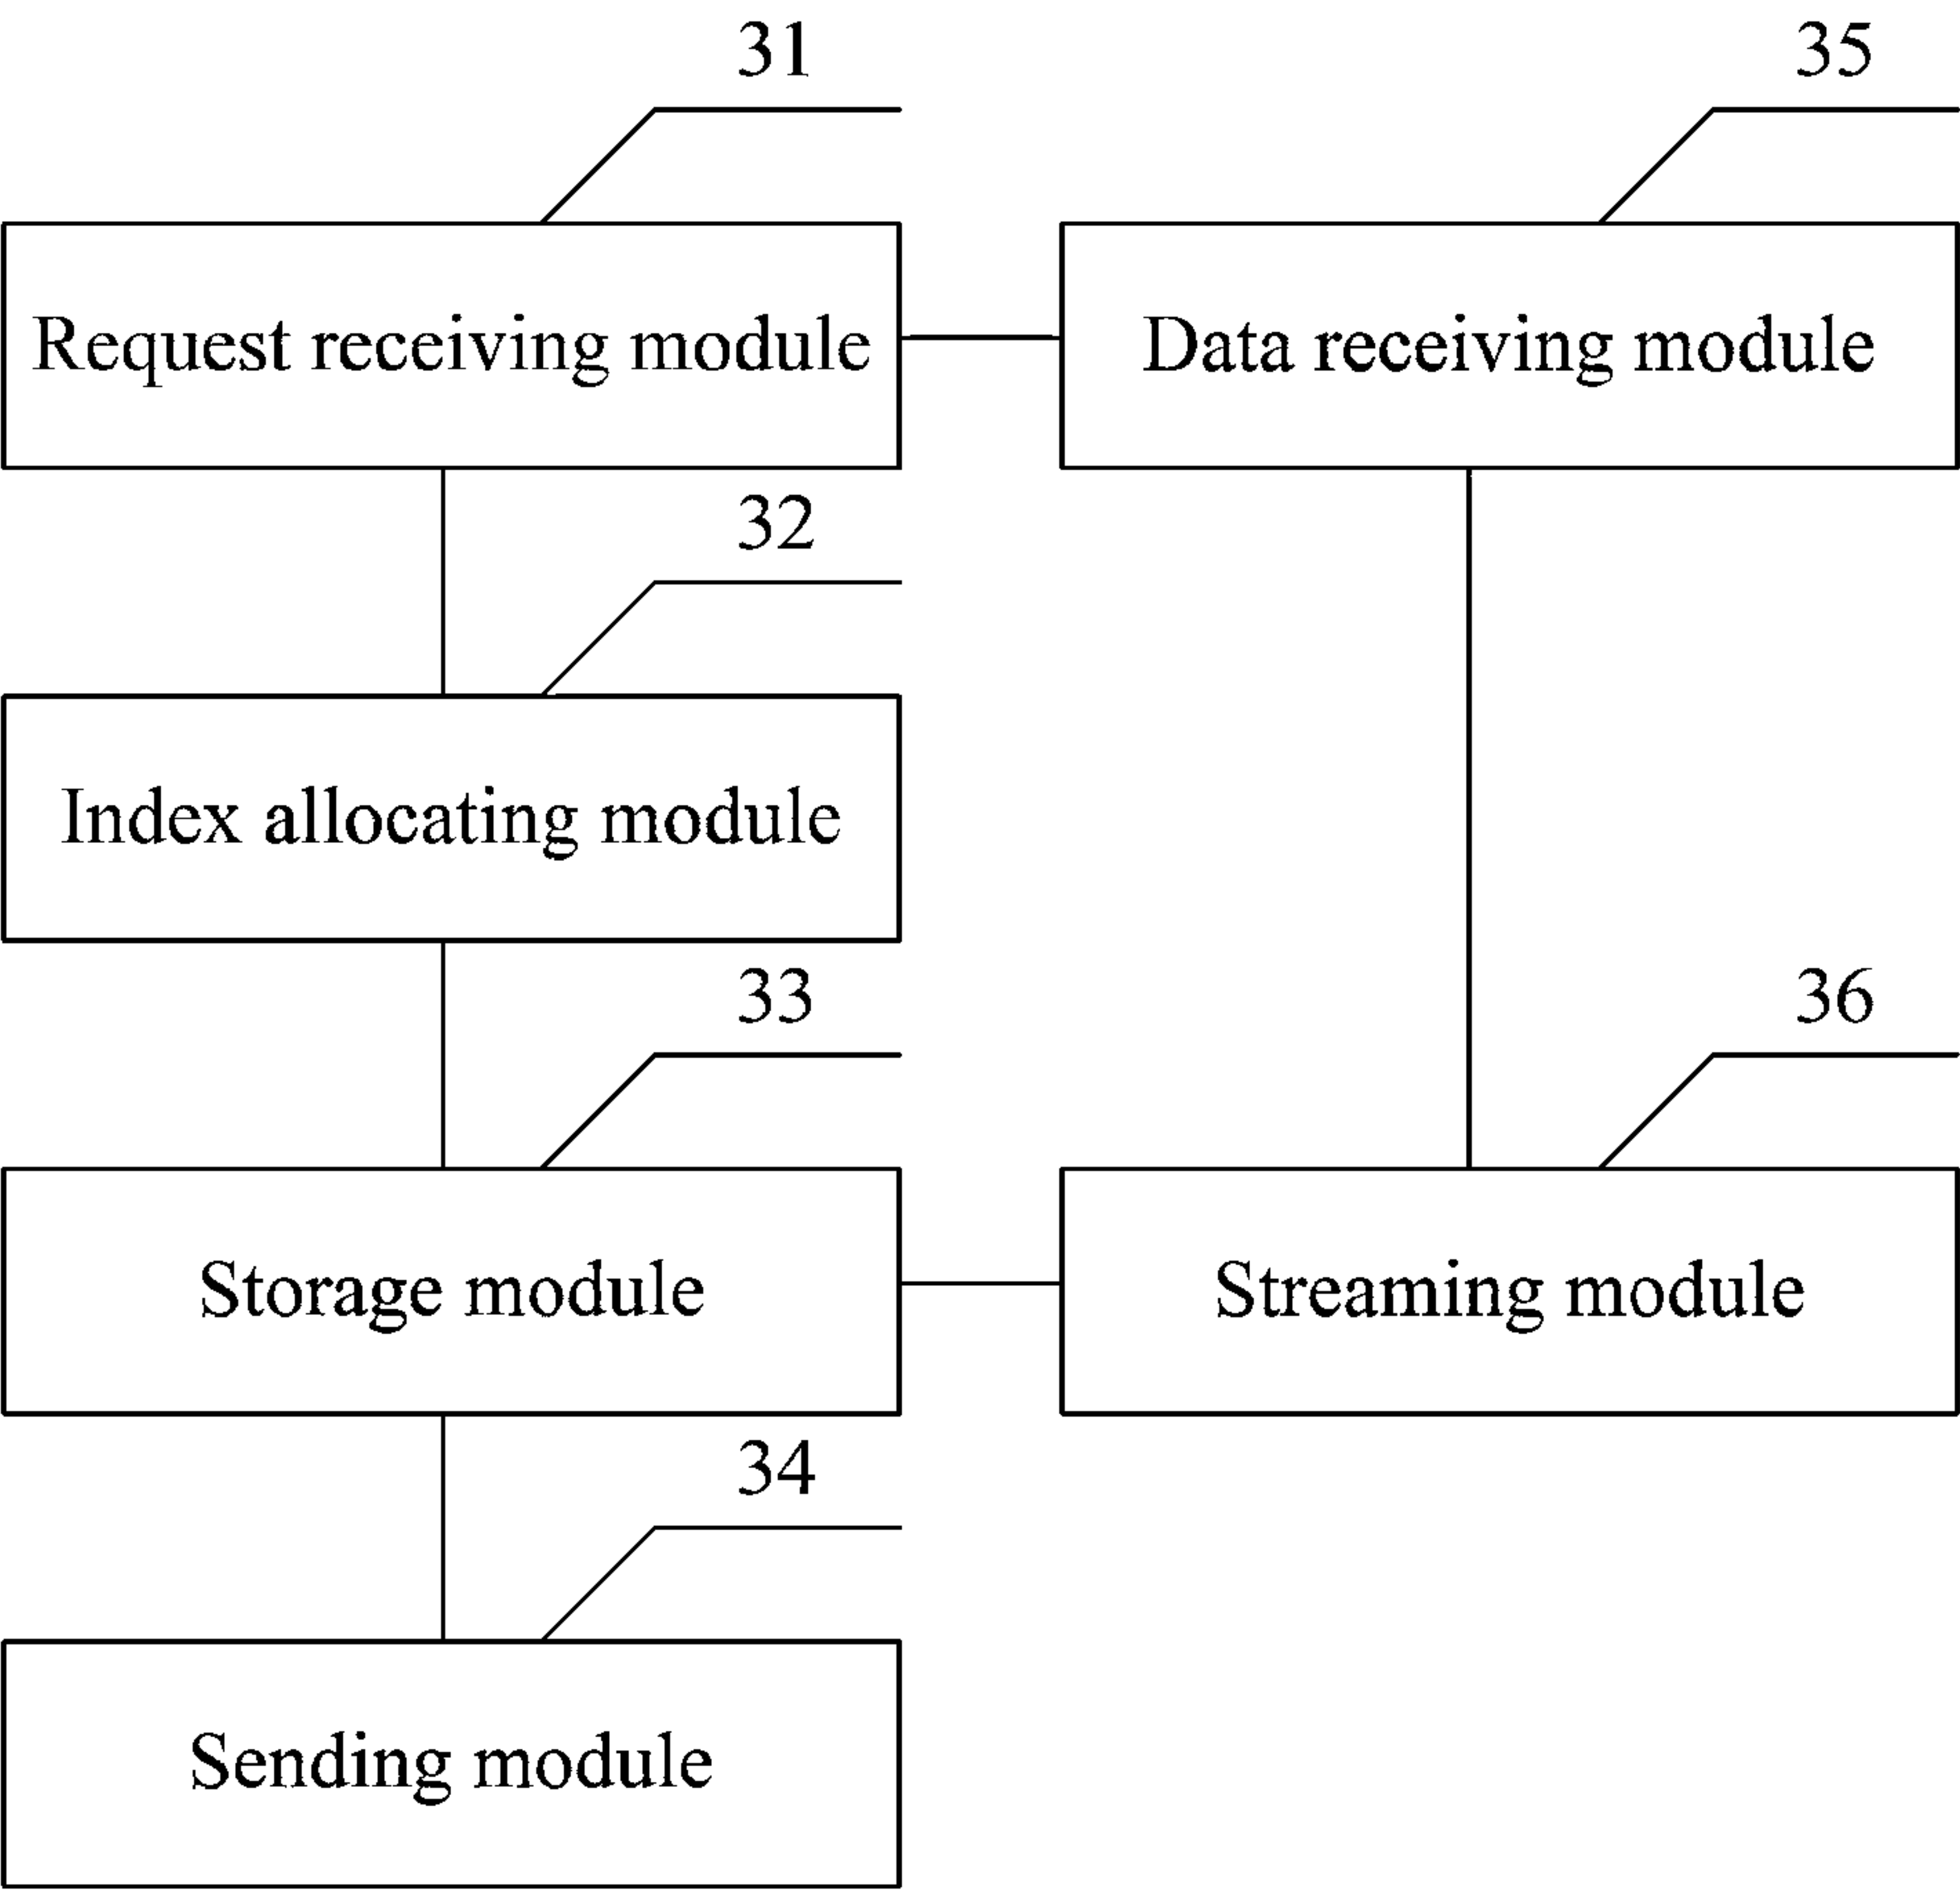 31
35
Request receiving module
Data receiving module
32
Index allocating module
33
36
Storage module
Streaming module
34
Sending module